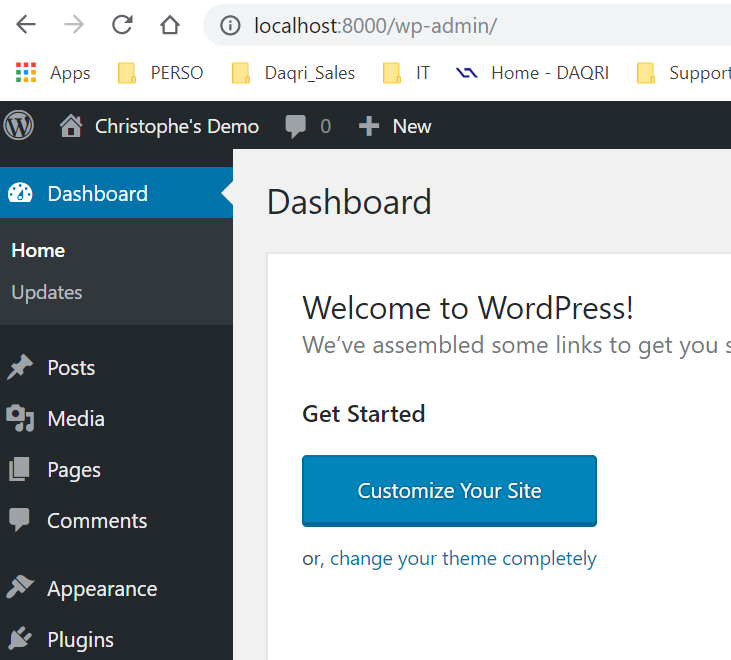 localhost:8000/wp-admin/
Apps PERSO Daqri_Sales IT Home - DAQRI Support
Christophe's Demo 0 New
Dashboard
Home
Updates
Posts
Media
Pages
Comments
Appearance
Plugins
Dashboard
Welcome to WordPress!
We've assembled some links to get you s
Get Started
Customize Your Site
or, change your theme completely